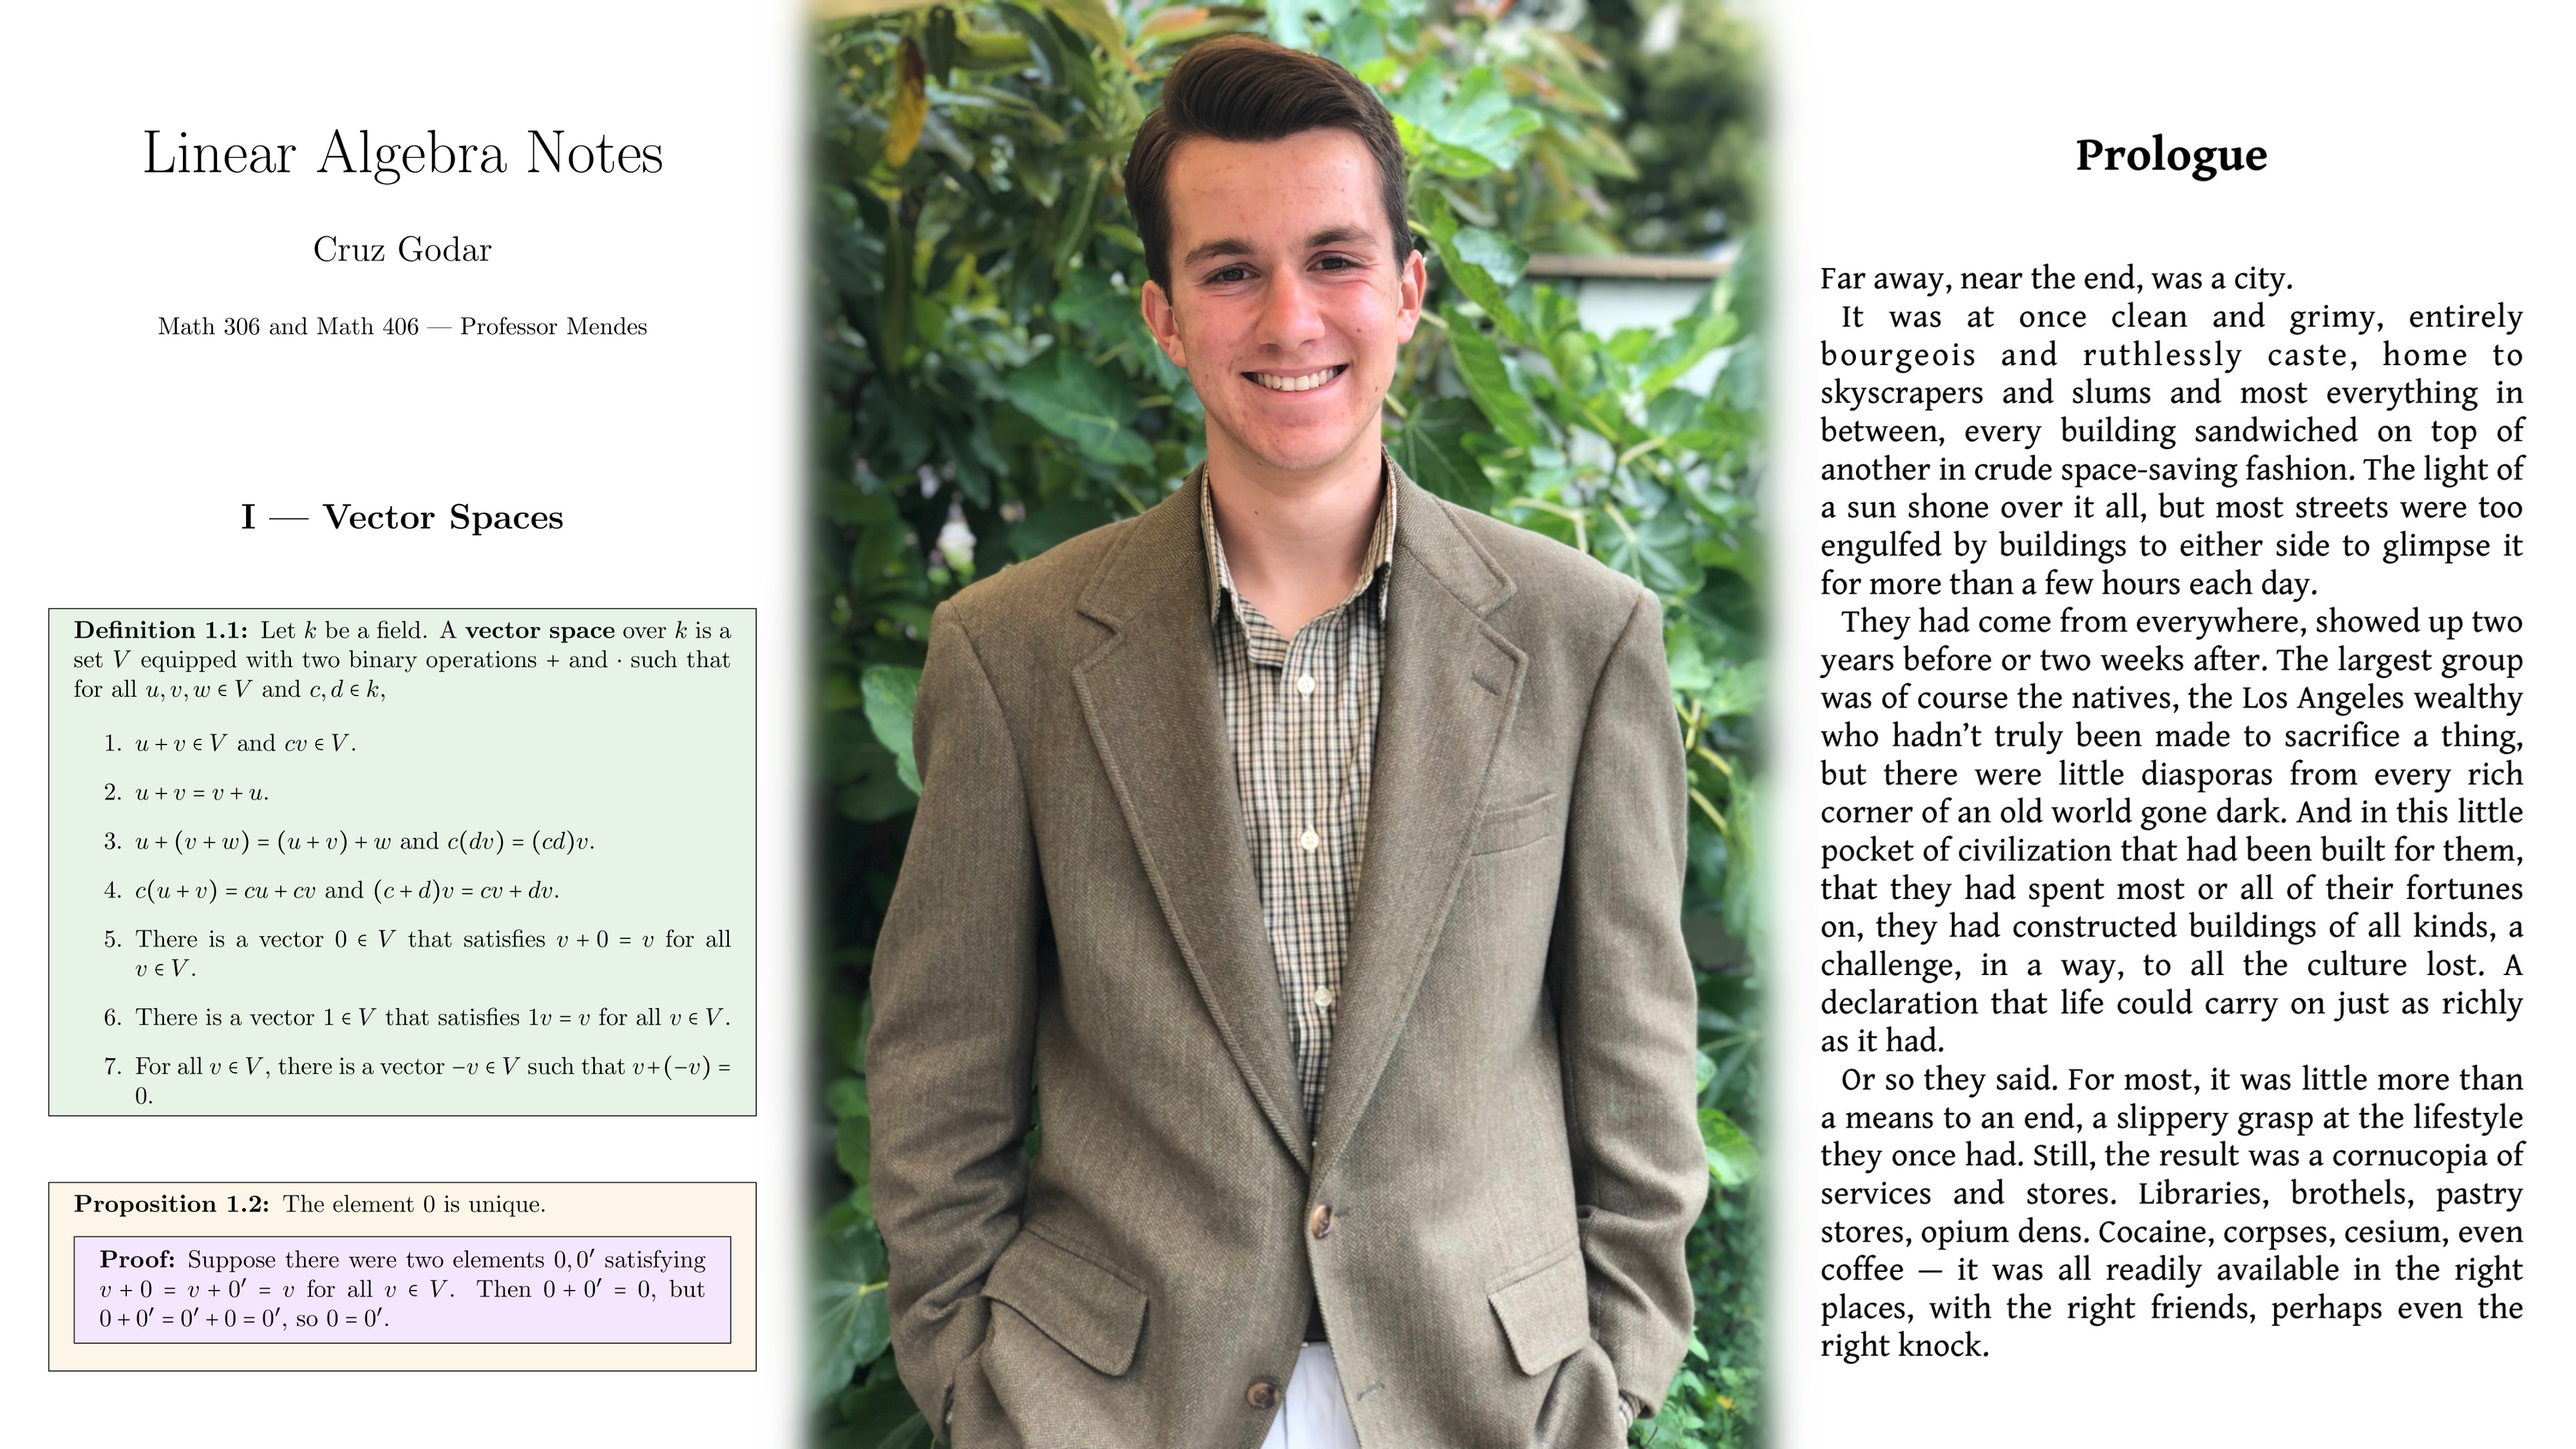 Linear Algebra Notes
Cruz Godar
Math 306 and Math 406 — Professor Mendes
I — Vector Spaces
Definition 1.1: Let k be a field. A vector space over k is a
set V equipped with two binary operations + and · such that
for all u, v, w ∈ V and c, d ∈ k,
1. u + v ∈ V and cv ∈ V.
2. u + v = v + u.
3. u + (v + w) = (u + v) + w and c(dv) = (cd)v.
4. c(u + v) = cu + cv and (c + d)v = cv + dv.
5. There is a vector 0 ∈ V that satisfies v + 0 = v for all
v ∈ V.
6. There is a vector 1 ∈ V that satisfies 1v = v for all v ∈ V.
7. For all v ∈ V, there is a vector −v ∈ V such that v+(−v) =
0.
Proposition 1.2: The element 0 is unique.
Proof: Suppose there were two elements 0, 0′ satisfying
v + 0 = v + 0′ = v for all v ∈ V. Then 0 + 0′ = 0, but
0 + 0′ = 0′ + 0 = 0′, so 0 = 0′.
Prologue
Far away, near the end, was a city.
It was at once clean and grimy, entirely
bourgeois and ruthlessly caste, home to
skyscrapers and slums and most everything in
between, every building sandwiched on top of
another in crude space-saving fashion. The light of
a sun shone over it all, but most streets were too
engulfed by buildings to either side to glimpse it
for more than a few hours each day.
They had come from everywhere, showed up two
years before or two weeks after. The largest group
was of course the natives, the Los Angeles wealthy
who hadn’t truly been made to sacrifice a thing,
but there were little diasporas from every rich
corner of an old world gone dark. And in this little
pocket of civilization that had been built for them,
that they had spent most or all of their fortunes
on, they had constructed buildings of all kinds, a
challenge, in a way, to all the culture lost. A
declaration that life could carry on just as richly
as it had.
Or so they said. For most, it was little more than
a means to an end, a slippery grasp at the lifestyle
they once had. Still, the result was a cornucopia of
services and stores. Libraries, brothels, pastry
stores, opium dens. Cocaine, corpses, cesium, even
coffee — it was all readily available in the right
places, with the right friends, perhaps even the
right knock.